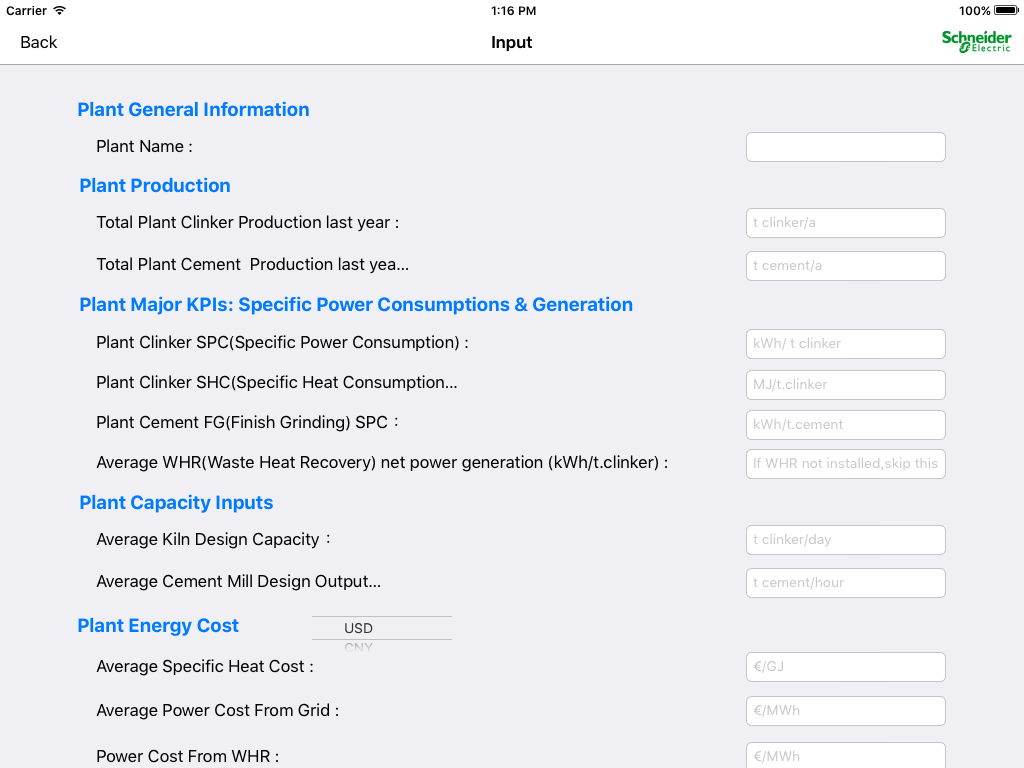 Carrier 1:16 PM 100%
Back Input Schneider Electric
Plant General Information
Plant Name :
Plant Production
Total Plant Clinker Production last year : t clinker/a
Total Plant Cement  Production last yea... t cement/a
Plant Major KPIs: Specific Power Consumptions & Generation
Plant Clinker SPC(Specific Power Consumption) : kWh/ t clinker
Plant Clinker SHC(Specific Heat Consumption... MJ/t.clinker
Plant Cement FG(Finish Grinding) SPC : kWh/t.cement
Average WHR(Waste Heat Recovery) net power generation (kWh/t.clinker) : If WHR not installed,skip this
Plant Capacity Inputs
Average Kiln Design Capacity : t clinker/day
Average Cement Mill Design Output... t cement/hour
Plant Energy Cost USD
CNY
Average Specific Heat Cost : €/GJ
Average Power Cost From Grid : €/MWh
Power Cost From WHR : €/MWh